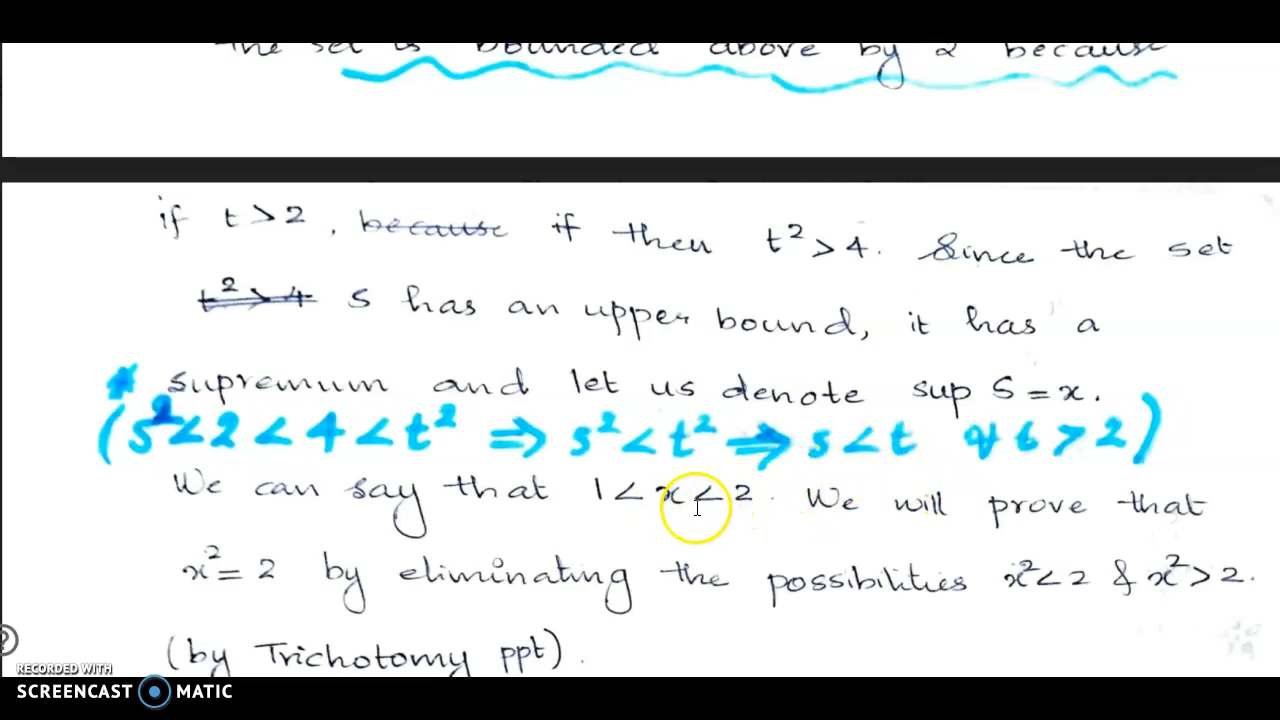 The set is bounded above by 2 because
if t > 2 , because if then t² > 4. Since the set
t² > 4 S has an upper bound, it has a
* supremum and let us denote sup S = x.
(s² < 2 < 4 < t² ⇒ s² < t² ⇒ s < t ∀ t > 2)
We can say that 1 < x < 2. We will prove that
x² = 2 by eliminating the possibilities x² < 2 & x² > 2.
(by Trichotomy ppt).
?
RECORDED WITH
SCREENCAST MATIC